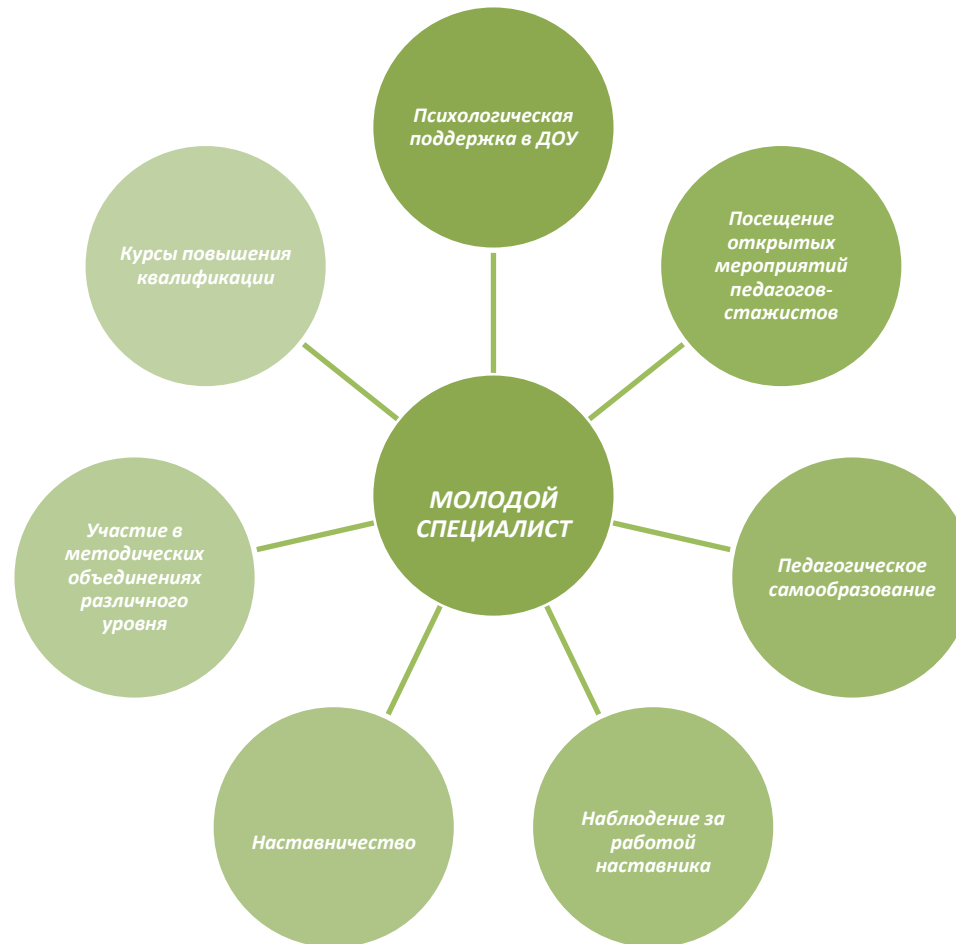 Психологическая
поддержка в ДОУ
Посещение
открытых
мероприятий
педагогов-
стажистов
Педагогическое
самообразование
Наблюдение за
работой
наставника
Наставничество
Участие в
методических
объединениях
различного
уровня
Курсы повышения
квалификации
МОЛОДОЙ
СПЕЦИАЛИСТ